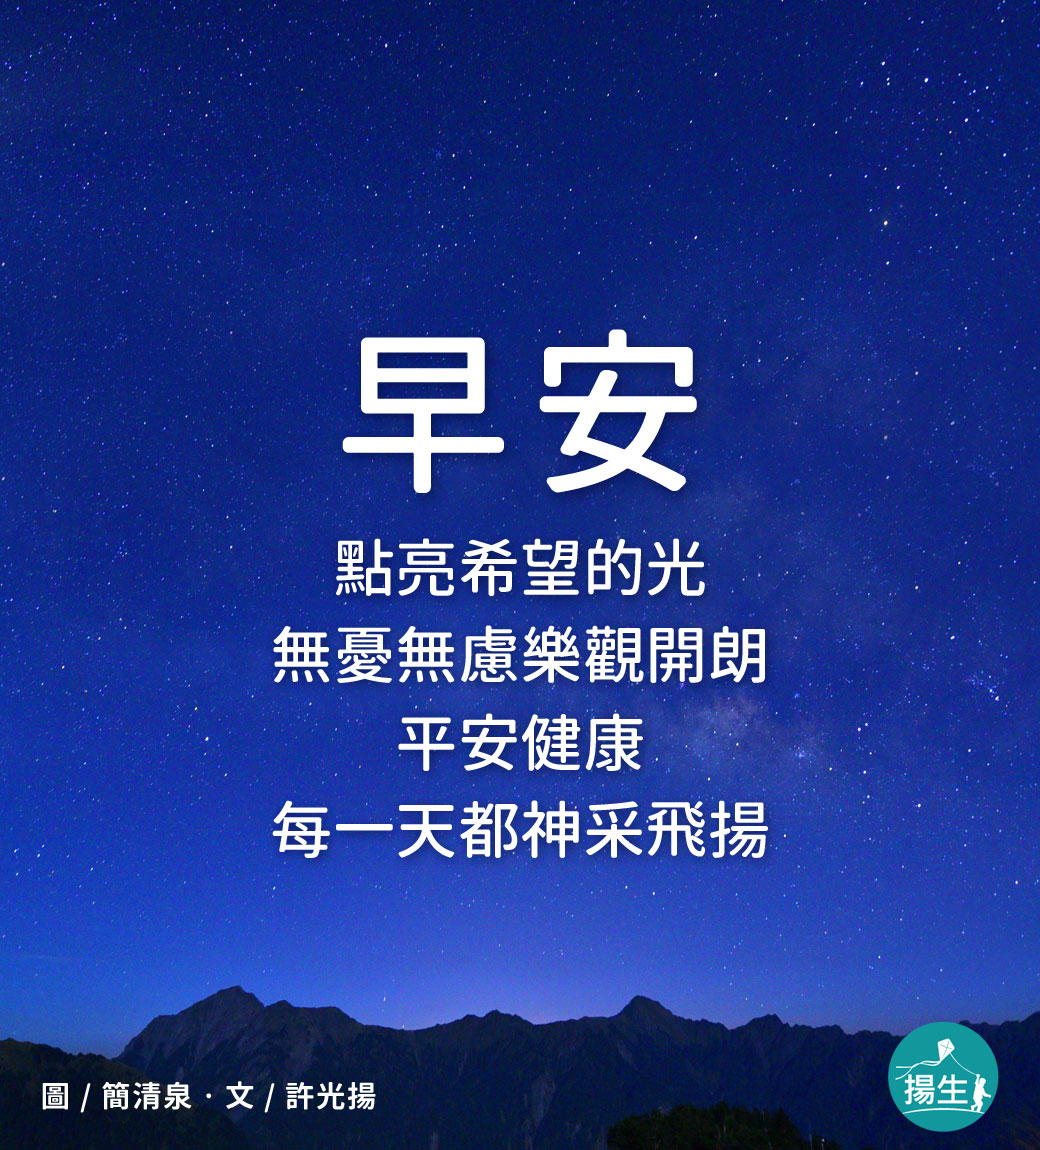 早安
點亮希望的光
無憂無慮樂觀開朗
平安健康
每一天都神采飛揚
圖 / 簡清泉 · 文 / 許光揚
揚生